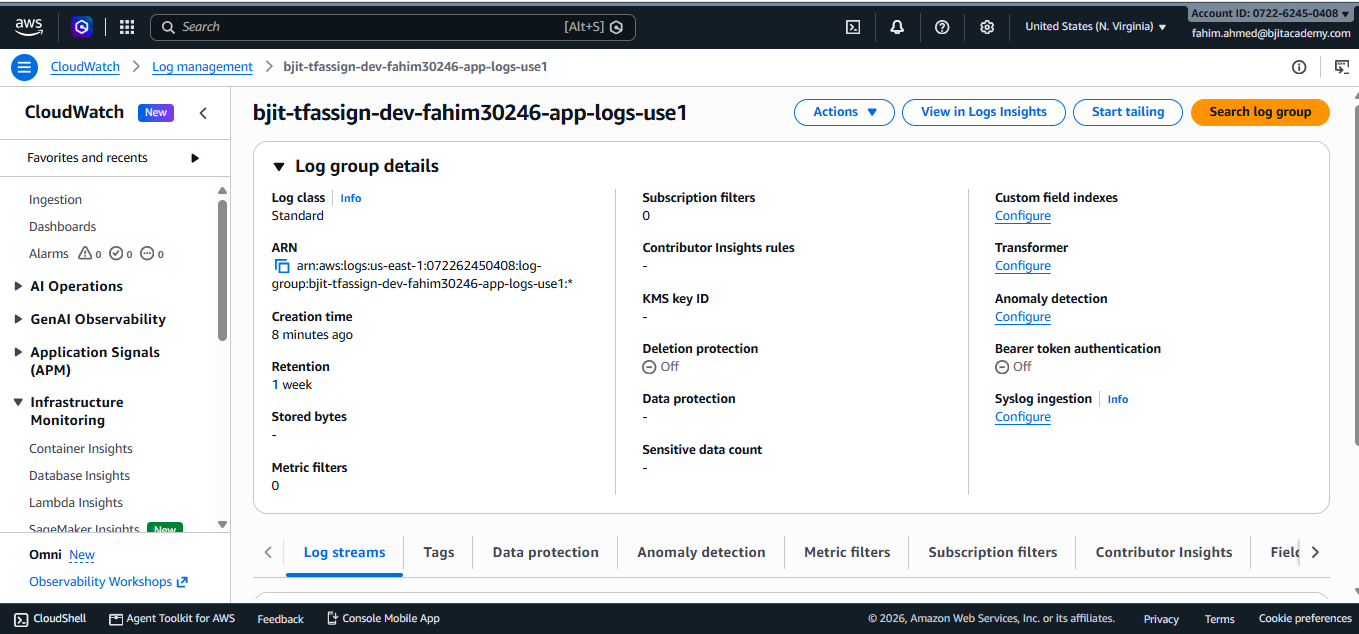 aws
Search
[Alt+S]
United States (N. Virginia)
Account ID: 0722-6245-0408
fahim.ahmed@bjitacademy.com
CloudWatch
Log management
bjit-tfassign-dev-fahim30246-app-logs-use1
CloudWatch
New
Favorites and recents
Ingestion
Dashboards
Alarms 0 0 0
AI Operations
GenAI Observability
Application Signals
(APM)
Infrastructure
Monitoring
Container Insights
Database Insights
Lambda Insights
SageMaker Insights New
Omni New
Observability Workshops
bjit-tfassign-dev-fahim30246-app-logs-use1
Actions
View in Logs Insights
Start tailing
Search log group
Log group details
Log class Info
Standard
ARN
arn:aws:logs:us-east-1:072262450408:log-
group:bjit-tfassign-dev-fahim30246-app-logs-use1:*
Creation time
8 minutes ago
Retention
1 week
Stored bytes
-
Metric filters
0
Subscription filters
0
Contributor Insights rules
-
KMS key ID
-
Deletion protection
Off
Data protection
-
Sensitive data count
-
Custom field indexes
Configure
Transformer
Configure
Anomaly detection
Configure
Bearer token authentication
Off
Syslog ingestion Info
Configure
Log streams
Tags
Data protection
Anomaly detection
Metric filters
Subscription filters
Contributor Insights
Field
CloudShell
Agent Toolkit for AWS
Feedback
Console Mobile App
© 2026, Amazon Web Services, Inc. or its affiliates.
Privacy
Terms
Cookie preferences